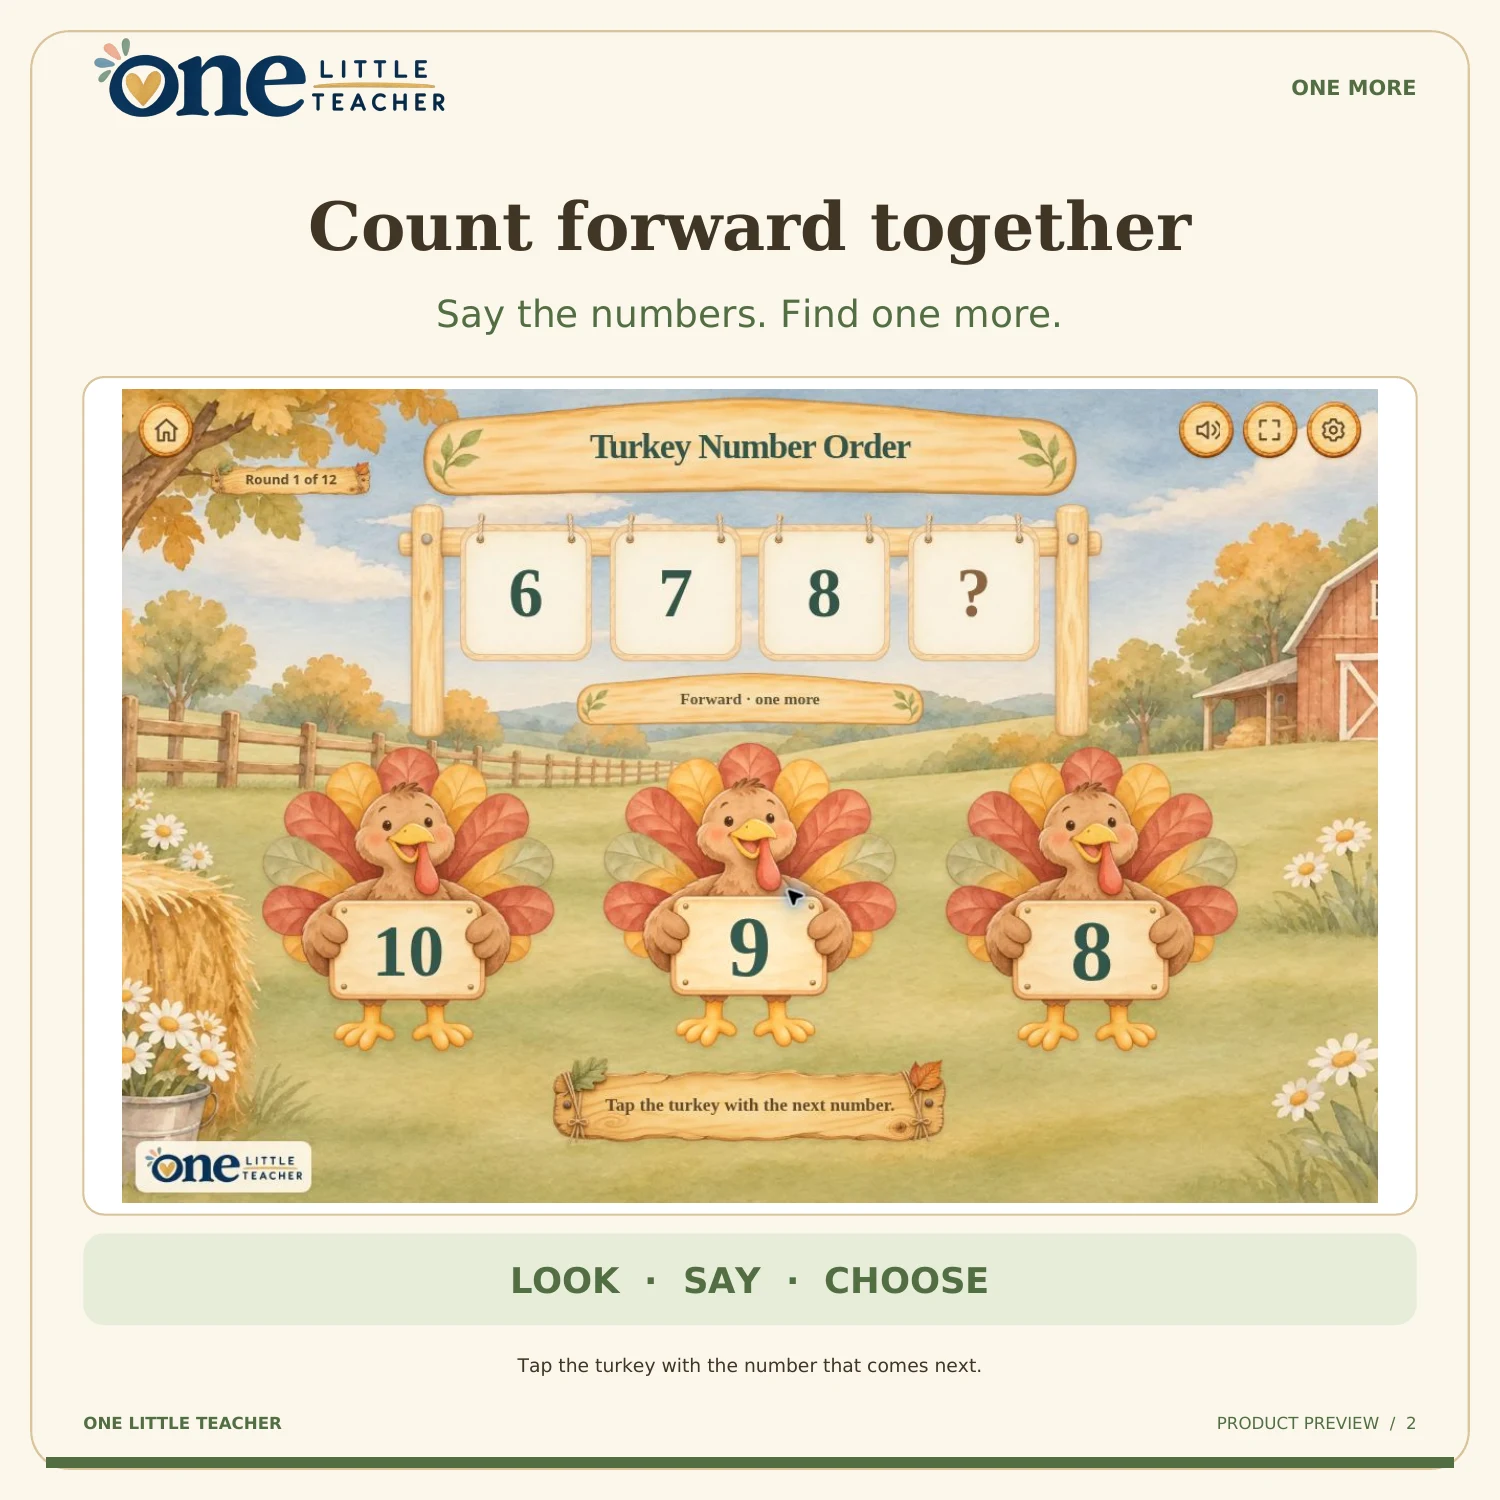 one LITTLE TEACHER
ONE MORE
Count forward together
Say the numbers. Find one more.
Turkey Number Order
Round 1 of 12
6 7 8 ?
Forward · one more
10 9 8
Tap the turkey with the next number.
one LITTLE TEACHER
LOOK · SAY · CHOOSE
Tap the turkey with the number that comes next.
ONE LITTLE TEACHER
PRODUCT PREVIEW / 2